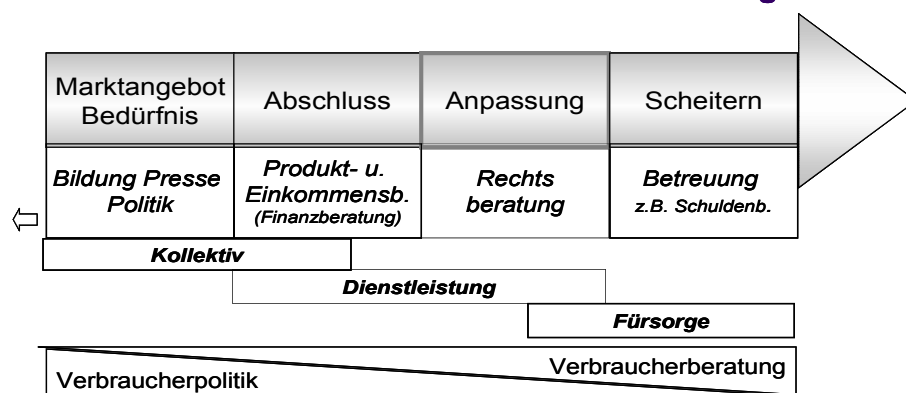 Marktangebot
Bedürfnis
Abschluss
Anpassung
Scheitern
Bildung Presse
Politik
Produkt- u.
Einkommensb.
(Finanzberatung)
Rechts
beratung
Betreuung
z.B. Schuldenb.
Kollektiv
Dienstleistung
Fürsorge
Verbraucherpolitik
Verbraucherberatung